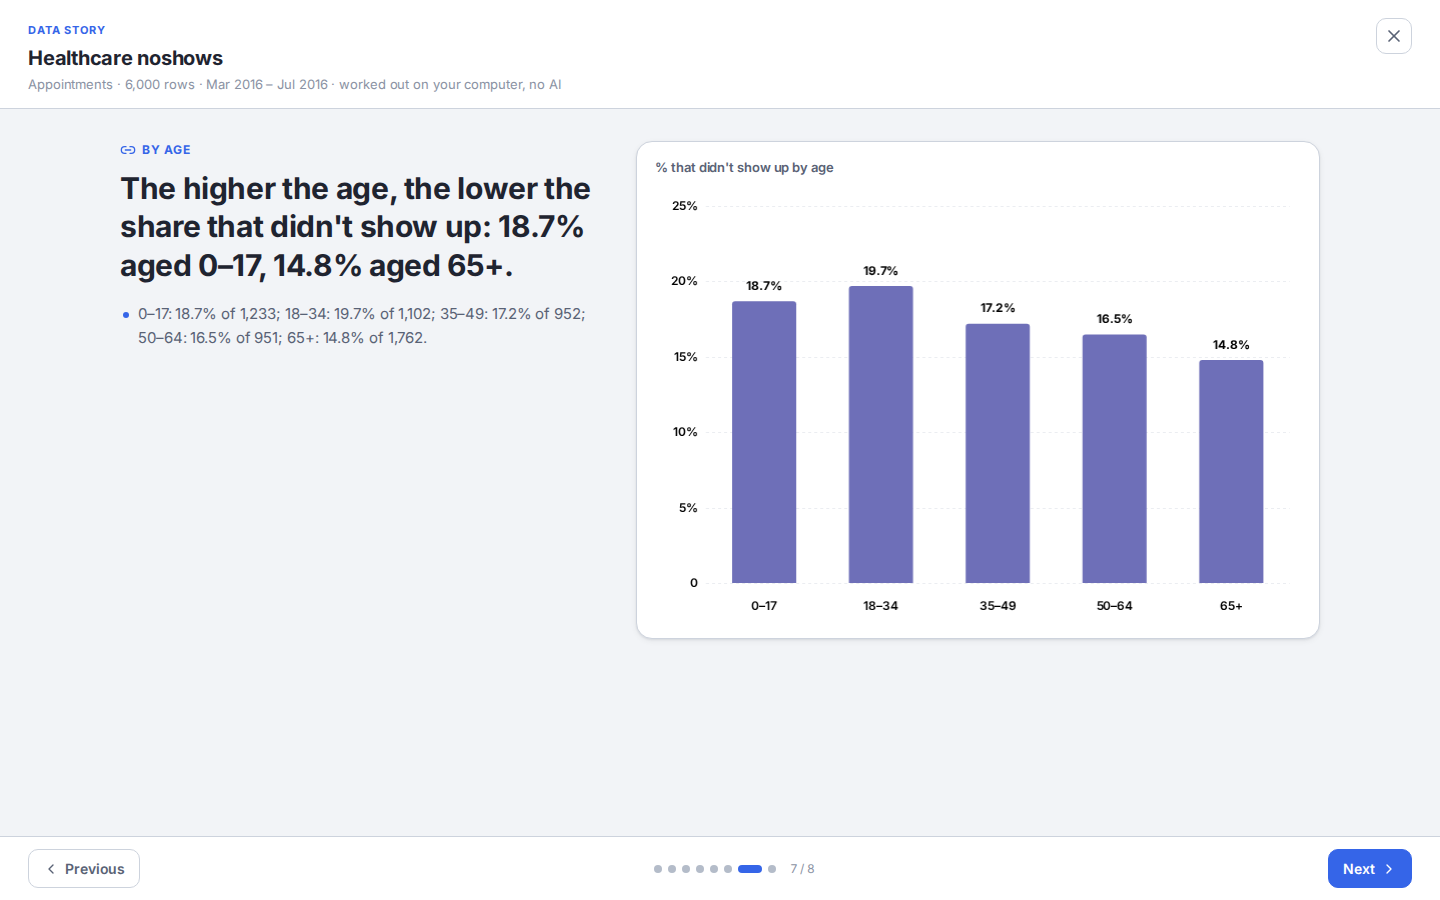 DATA STORY
Healthcare noshows
Appointments · 6,000 rows · Mar 2016 – Jul 2016 · worked out on your computer, no AI
BY AGE
The higher the age, the lower the
share that didn't show up: 18.7%
aged 0–17, 14.8% aged 65+.
0–17: 18.7% of 1,233; 18–34: 19.7% of 1,102; 35–49: 17.2% of 952;
50–64: 16.5% of 951; 65+: 14.8% of 1,762.
% that didn't show up by age
25%
20%
15%
10%
5%
0
18.7%
19.7%
17.2%
16.5%
14.8%
0–17
18–34
35–49
50–64
65+
Previous
7 / 8
Next